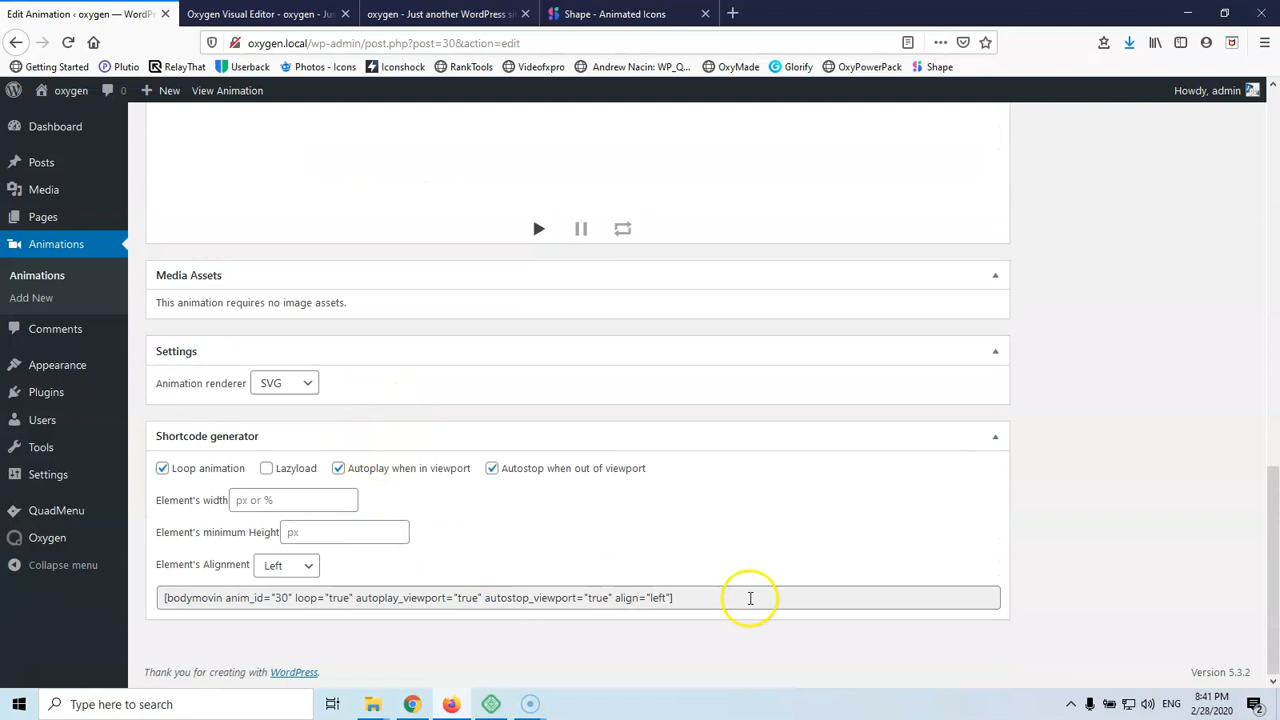 Edit Animation ‹ oxygen — WordPr
Oxygen Visual Editor - oxygen - Jus
oxygen - Just another WordPress si
Shape - Animated Icons
oxygen.local/wp-admin/post.php?post=30&action=edit
Getting Started
Plutio
RelayThat
Userback
Photos - Icons
Iconshock
RankTools
Videofxpro
Andrew Nacin: WP_Q...
OxyMade
Glorify
OxyPowerPack
Shape
oxygen
0
New
View Animation
Howdy, admin
Dashboard
Posts
Media
Pages
Animations
Animations
Add New
Comments
Appearance
Plugins
Users
Tools
Settings
QuadMenu
Oxygen
Collapse menu
Media Assets
This animation requires no image assets.
Settings
Animation renderer
SVG
Shortcode generator
Loop animation
Lazyload
Autoplay when in viewport
Autostop when out of viewport
Element's width
px or %
Element's minimum Height
px
Element's Alignment
Left
[bodymovin anim_id="30" loop="true" autoplay_viewport="true" autostop_viewport="true" align="left"]
Thank you for creating with WordPress.
Version 5.3.2
Type here to search
ENG
8:41 PM
2/28/2020
2